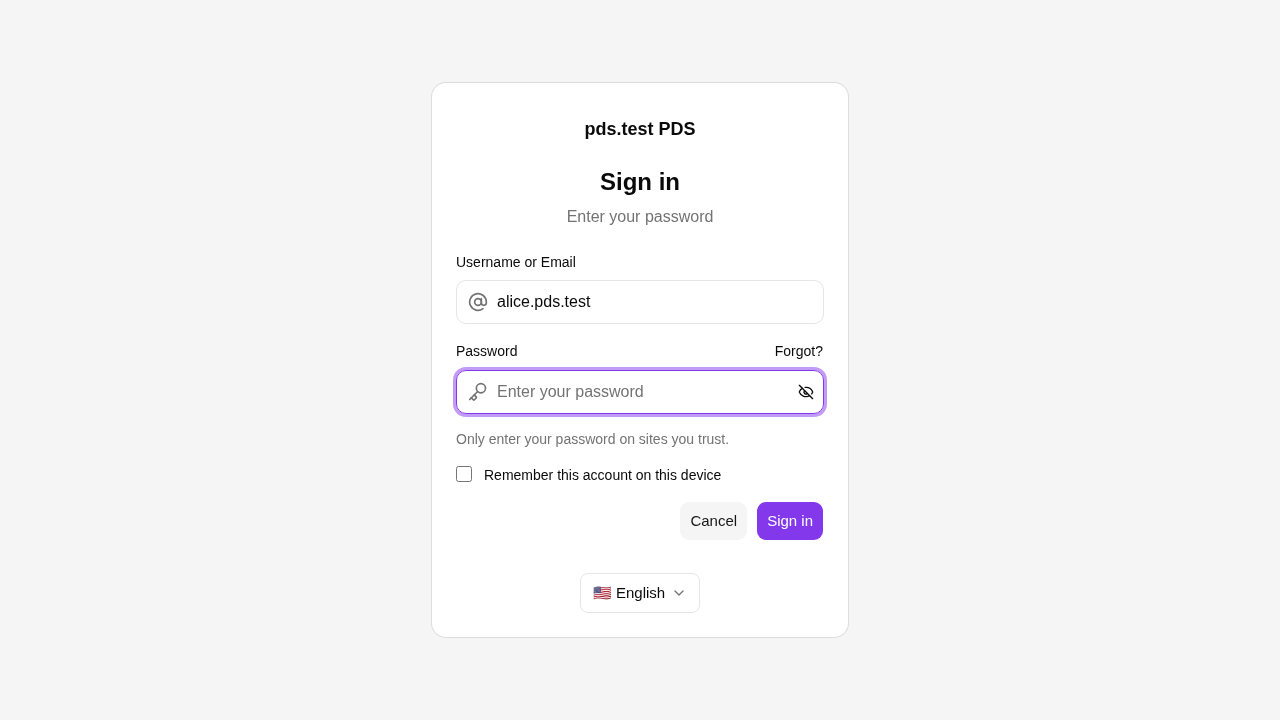 pds.test PDS
Sign in
Enter your password
Username or Email
alice.pds.test
Password Forgot?
Enter your password
Only enter your password on sites you trust.
Remember this account on this device
Cancel Sign in
🇺🇸 English